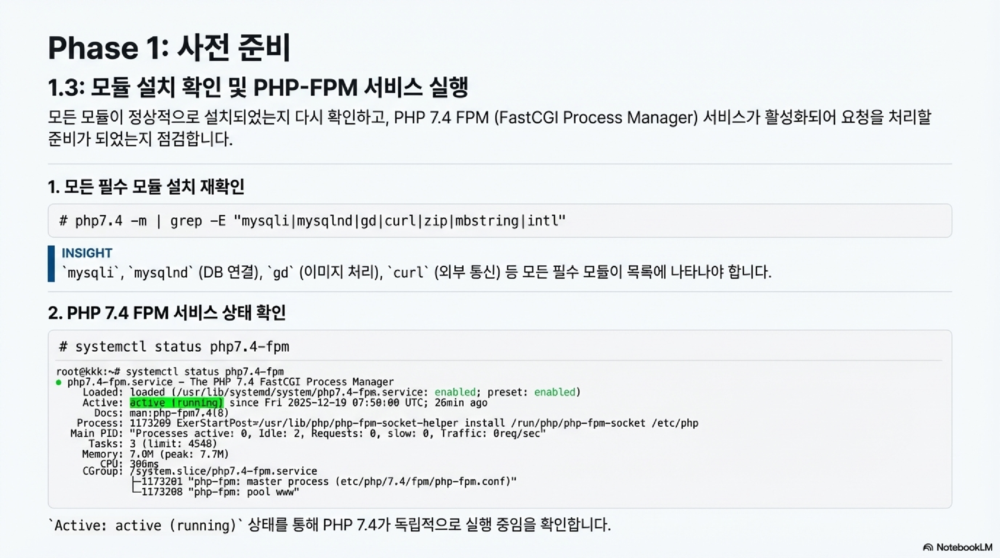 Phase 1: 사전 준비
1.3: 모듈 설치 확인 및 PHP-FPM 서비스 실행
모든 모듈이 정상적으로 설치되었는지 다시 확인하고, PHP 7.4 FPM (FastCGI Process Manager) 서비스가 활성화되어 요청을 처리할
준비가 되었는지 점검합니다.
1. 모든 필수 모듈 설치 재확인
# php7.4 -m | grep -E "mysqli|mysqlnd|gd|curl|zip|mbstring|intl"
INSIGHT
`mysqli`, `mysqlnd` (DB 연결), `gd` (이미지 처리), `curl` (외부 통신) 등 모든 필수 모듈이 목록에 나타나야 합니다.
2. PHP 7.4 FPM 서비스 상태 확인
# systemctl status php7.4-fpm
root@kkk:~# systemctl status php7.4-fpm
● php7.4-fpm.service - The PHP 7.4 FastCGI Process Manager
Loaded: loaded (/usr/lib/systemd/system/php7.4-fpm.service: enabled; preset: enabled)
Active: active (running) since Fri 2025-12-19 07:50:00 UTC; 26min ago
Docs: man:php-fpm7.4(8)
Process: 1173209 ExerStartPost=/usr/lib/php/php-fpm-socket-helper install /run/php/php-fpm-socket /etc/php
Main PID: "Processes active: 0, Idle: 2, Requests: 0, slow: 0, Traffic: 0req/sec"
Tasks: 3 (limit: 4548)
Memory: 7.0M (peak: 7.7M)
CPU: 306ms
CGroup: /system.slice/php7.4-fpm.service
├─1173201 "php-fpm: master process (etc/php/7.4/fpm/php-fpm.conf)"
└─1173208 "php-fpm: pool www"
`Active: active (running)` 상태를 통해 PHP 7.4가 독립적으로 실행 중임을 확인합니다.
NotebookLM